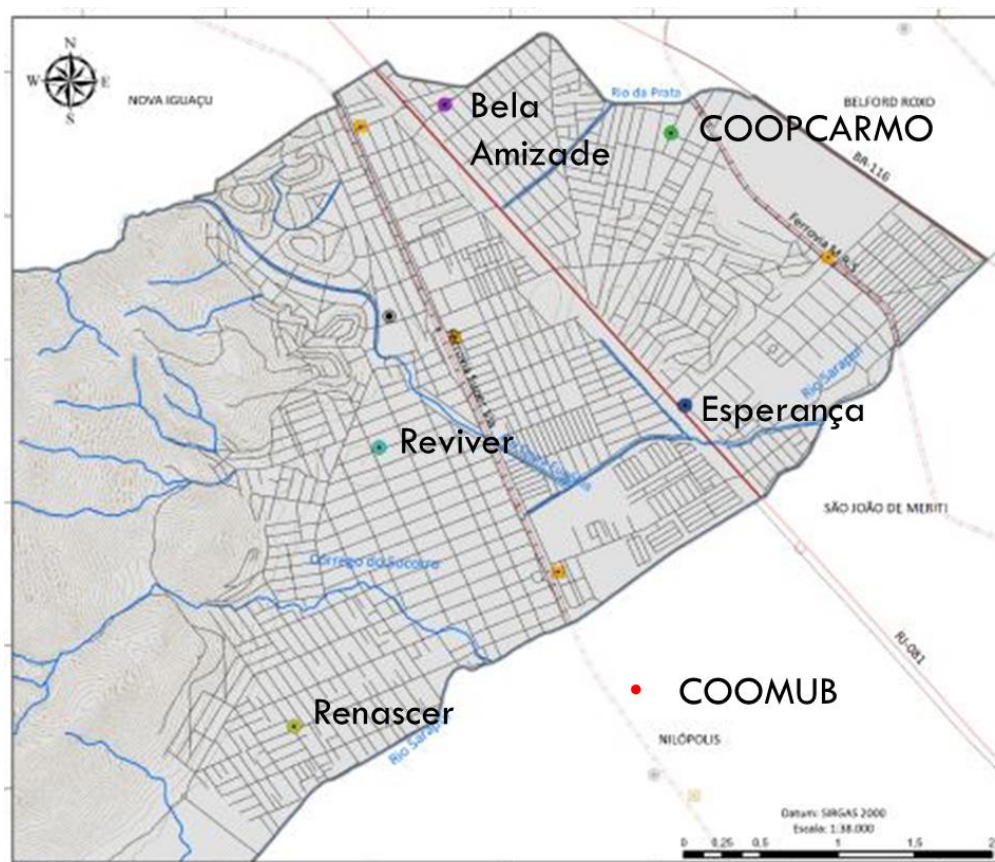 N
W
E
S
NOVA IGUAÇU
Rio da Prata
BELFORD ROXO
Bela
Amizade
COOPCARMO
BR-116
Ferrovia
Rio Sarapuí
Esperança
Reviver
SÃO JOÃO DE MERITI
Córrego do Socorro
RJ-081
COOMUB
Renascer
NILÓPOLIS
Rio
Datum: SIRGAS 2000
Escala: 1:38.000
0 0,25 0,5 1 1,5 2